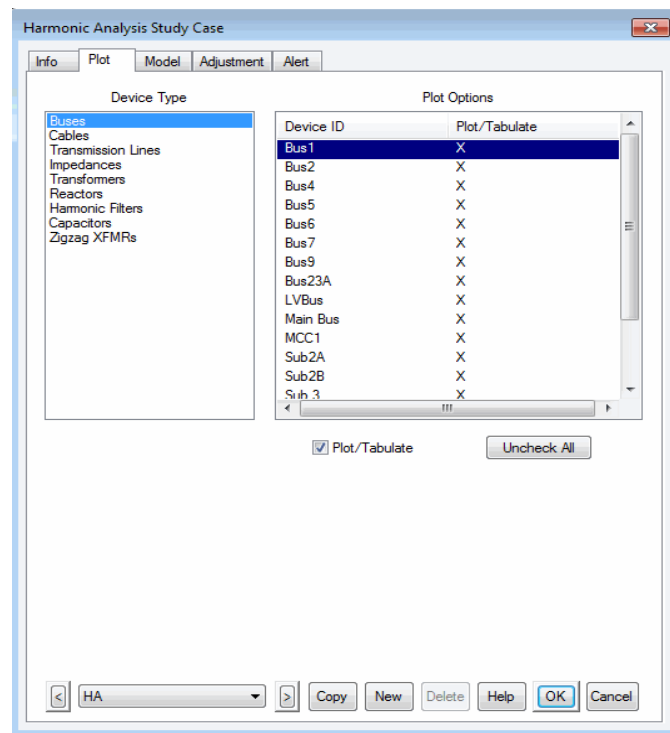 Harmonic Analysis Study Case
Info Plot Model Adjustment Alert
Device Type
Buses
Cables
Transmission Lines
Impedances
Transformers
Reactors
Harmonic Filters
Capacitors
Zigzag XFMRs
Plot Options
Device ID Plot/Tabulate
Bus1 X
Bus2 X
Bus4 X
Bus5 X
Bus6 X
Bus7 X
Bus9 X
Bus23A X
LVBus X
Main Bus X
MCC1 X
Sub2A X
Sub2B X
Sub 3 X
Plot/Tabulate Uncheck All
< HA > Copy New Delete Help OK Cancel